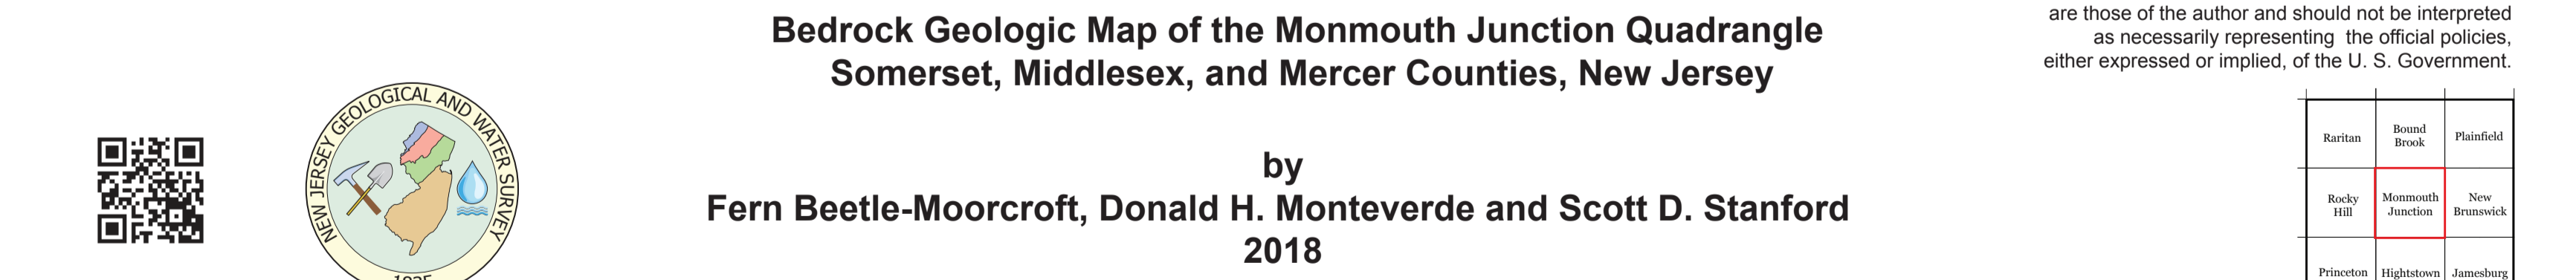 Bedrock Geologic Map of the Monmouth Junction Quadrangle
Somerset, Middlesex, and Mercer Counties, New Jersey
by
Fern Beetle-Moorcroft, Donald H. Monteverde and Scott D. Stanford
2018
NEW JERSEY GEOLOGICAL AND WATER SURVEY
are those of the author and should not be interpreted
as necessarily representing the official policies,
either expressed or implied, of the U. S. Government.
Raritan
Bound
Brook
Plainfield
Rocky
Hill
Monmouth
Junction
New
Brunswick
Princeton
Hightstown
Jamesburg